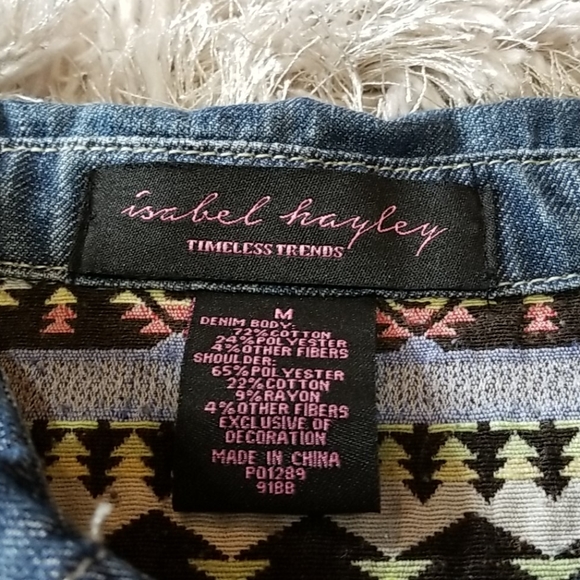 isabel hayley
TIMELESS TRENDS
M
DENIM BODY:
72%COTTON
24%POLYESTER
4%OTHER FIBERS
SHOULDER:
65%POLYESTER
22%COTTON
9%RAYON
4%OTHER FIBERS
EXCLUSIVE OF
DECORATION
MADE IN CHINA
P01289
91BB